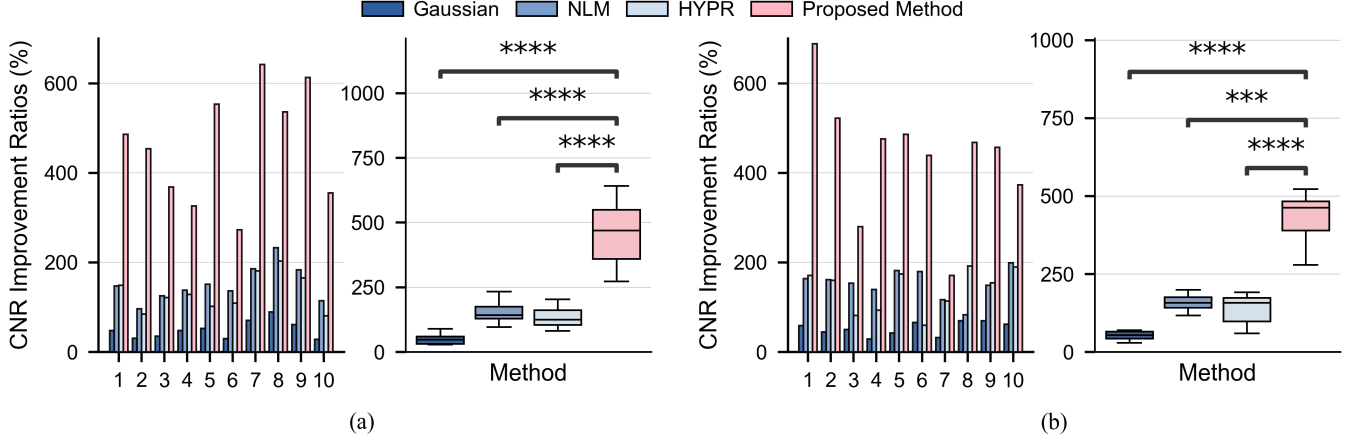 Gaussian NLM HYPR Proposed Method
CNR Improvement Ratios (%)
600
400
200
0
1 2 3 4 5 6 7 8 9 10
1000
750
500
250
0
****
****
****
Method
(a)
CNR Improvement Ratios (%)
600
400
200
0
1 2 3 4 5 6 7 8 9 10
1000
750
500
250
0
****
***
****
Method
(b)